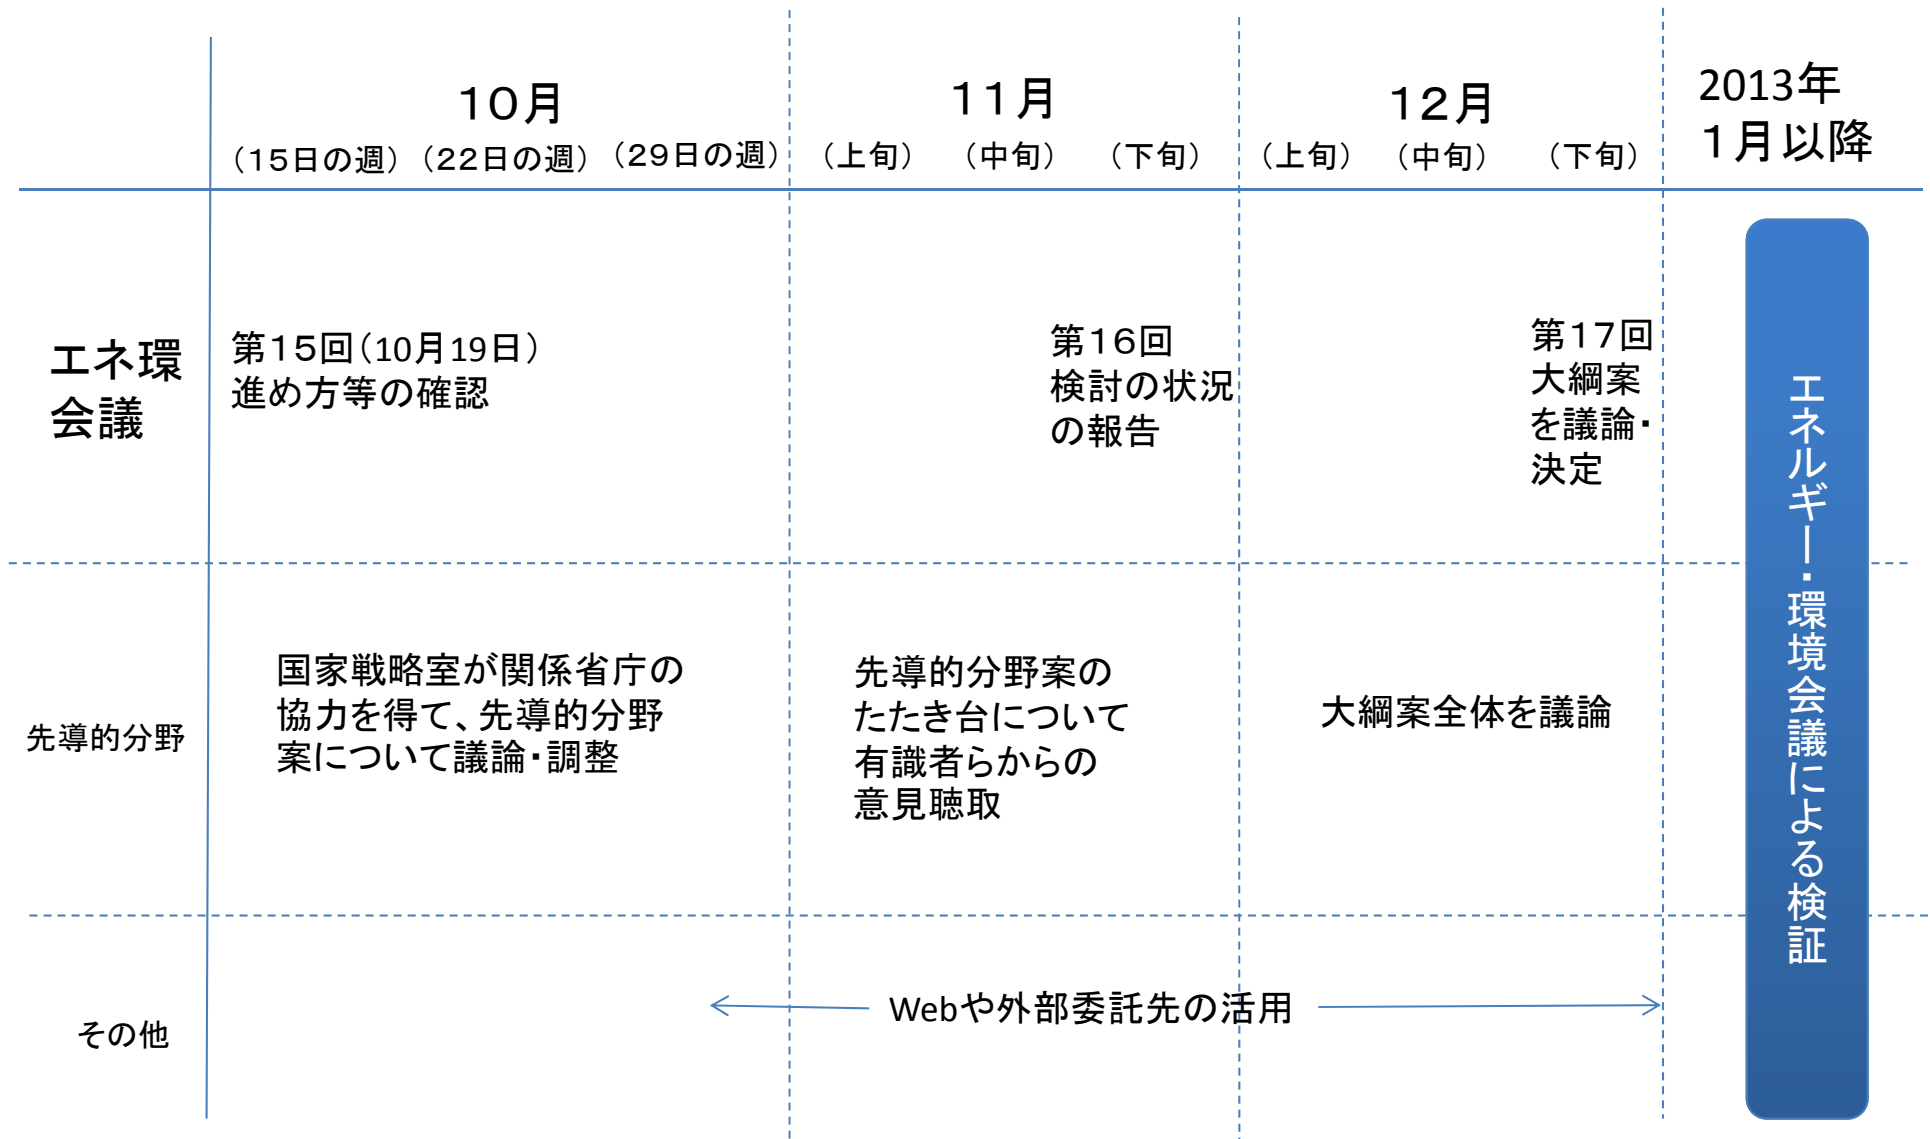 10月
11月
12月
2013年
1月以降
（15日の週）
（22日の週）
（29日の週）
（上旬）
（中旬）
（下旬）
（上旬）
（中旬）
（下旬）
エネ環
会議
第15回（10月19日）
進め方等の確認
第16回
検討の状況
の報告
第17回
大綱案
を議論・
決定
先導的分野
国家戦略室が関係省庁の
協力を得て、先導的分野
案について議論・調整
先導的分野案の
たたき台について
有識者らからの
意見聴取
大綱案全体を議論
その他
Webや外部委託先の活用
エネルギー・環境会議による検証